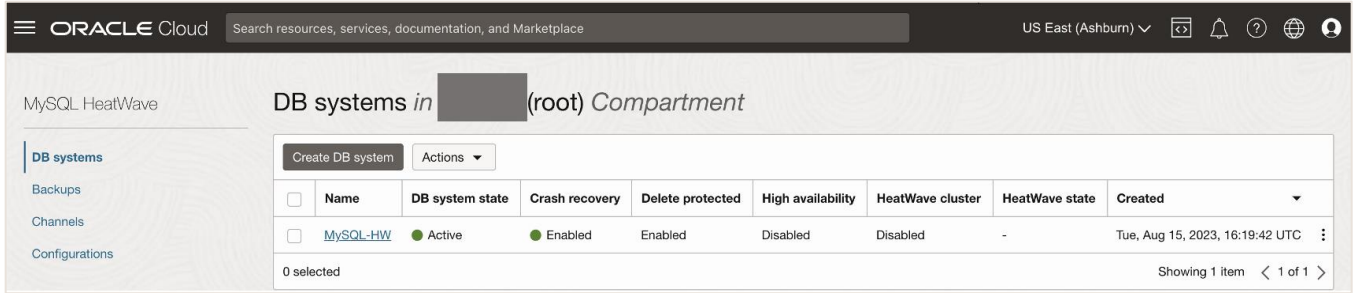 ORACLE Cloud Search resources, services, documentation, and Marketplace US East (Ashburn)
MySQL HeatWave
DB systems
Backups
Channels
Configurations
DB systems in (root) Compartment
Create DB system Actions
Name DB system state Crash recovery Delete protected High availability HeatWave cluster HeatWave state Created
MySQL-HW Active Enabled Enabled Disabled Disabled - Tue, Aug 15, 2023, 16:19:42 UTC
0 selected Showing 1 item < 1 of 1 >